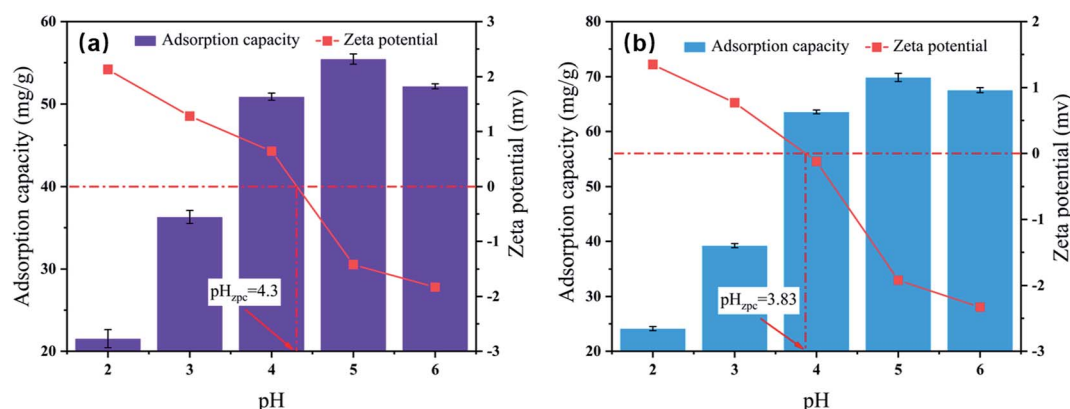 (a)
Adsorption capacity
Zeta potential
Adsorption capacity (mg/g)
60
50
40
30
20
3
2
1
0
-1
-2
-3
Zeta potential (mv)
pHzpc=4.3
2 3 4 5 6
pH
(b)
Adsorption capacity
Zeta potential
Adsorption capacity (mg/g)
80
70
60
50
40
30
20
2
1
0
-1
-2
-3
Zeta potential (mv)
pHzpc=3.83
2 3 4 5 6
pH